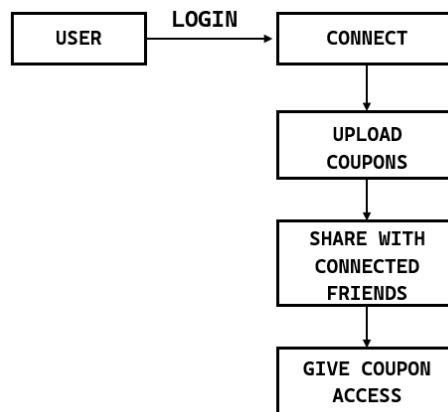 LOGIN
USER
CONNECT
UPLOAD
COUPONS
SHARE WITH
CONNECTED
FRIENDS
GIVE COUPON
ACCESS